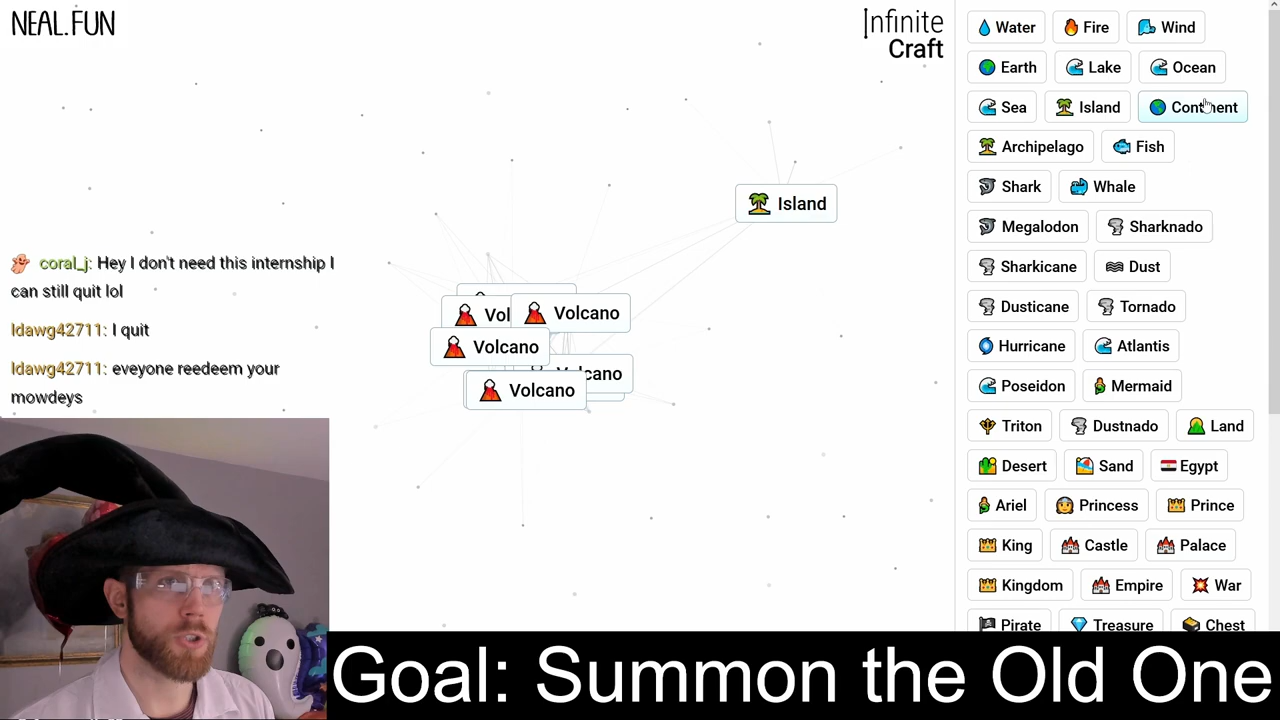 NEAL.FUN
Infinite
Craft
Island
Vol
Volcano
Volcano
lcano
Volcano
coral_j: Hey I don't need this internship I
can still quit lol
ldawg42711: I quit
ldawg42711: eveyone reedeem your
mowdeys
Water Fire Wind
Earth Lake Ocean
Sea Island Continent
Archipelago Fish
Shark Whale
Megalodon Sharknado
Sharkicane Dust
Dusticane Tornado
Hurricane Atlantis
Poseidon Mermaid
Triton Dustnado Land
Desert Sand Egypt
Ariel Princess Prince
King Castle Palace
Kingdom Empire War
Pirate Treasure Chest
Goal: Summon the Old One